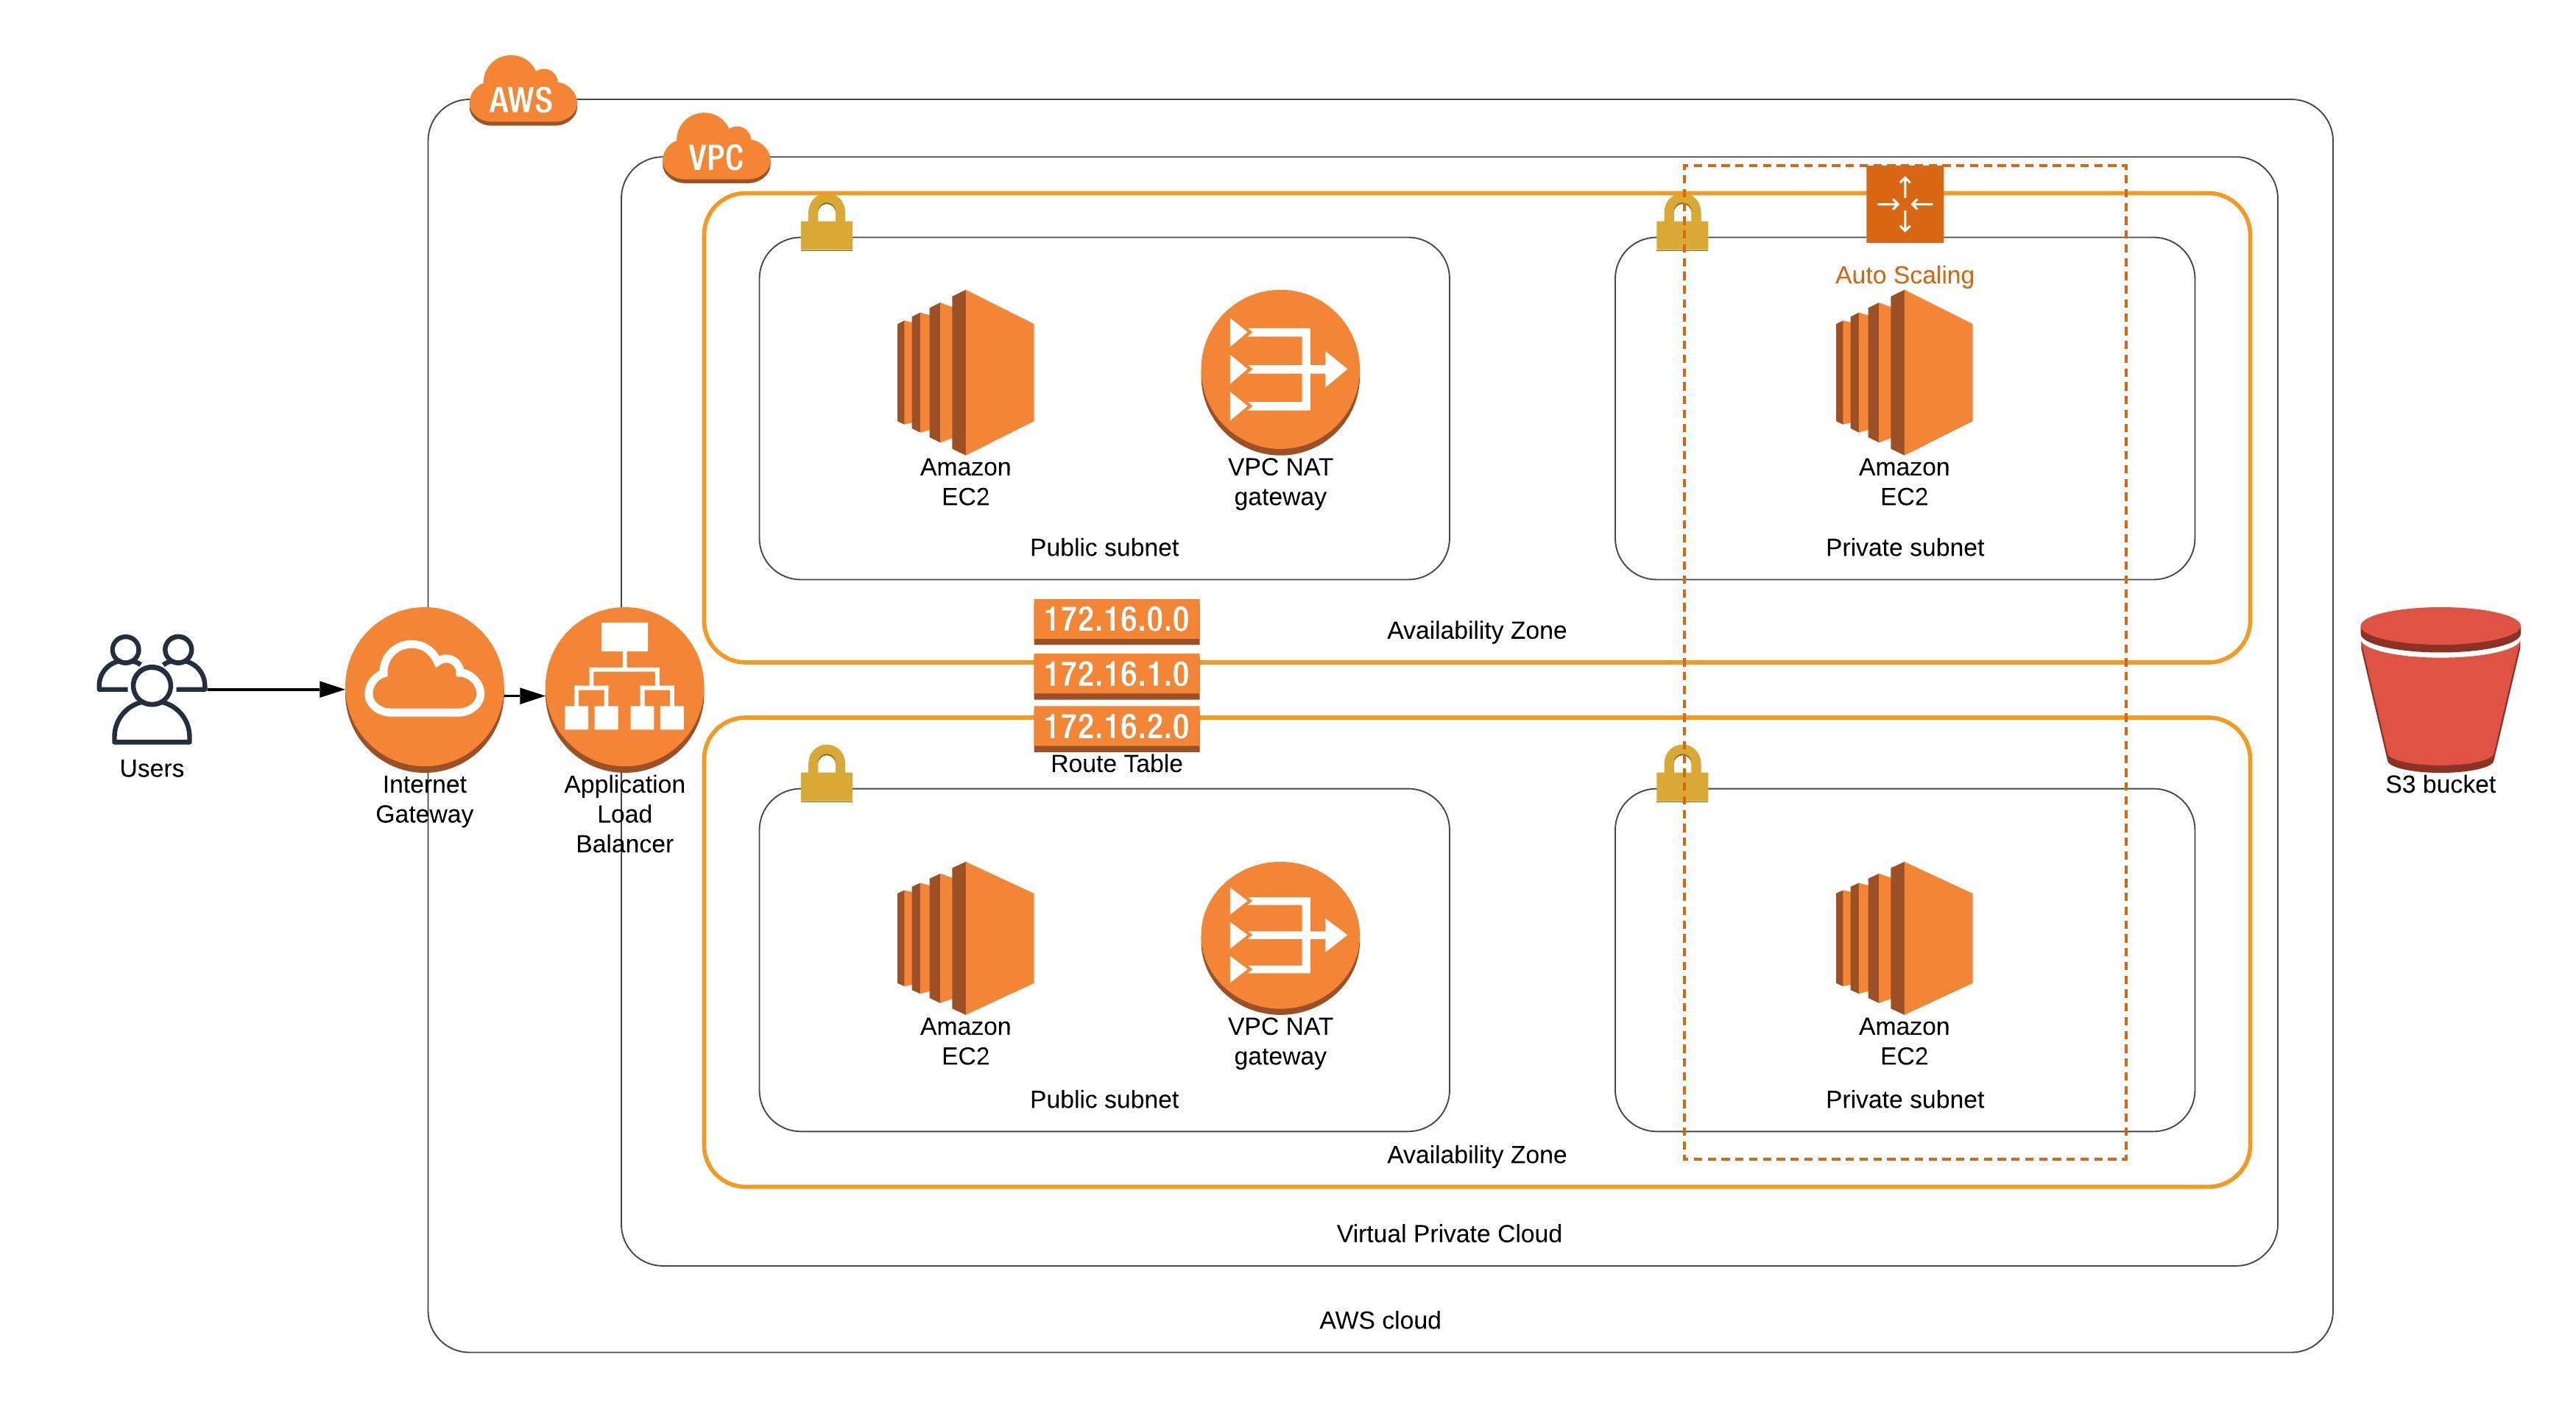 AWS
VPC
Auto Scaling
Amazon
EC2
VPC NAT
gateway
Amazon
EC2
Public subnet
Private subnet
172.16.0.0
Availability Zone
172.16.1.0
172.16.2.0
Route Table
Users
Internet
Gateway
Application
Load
Balancer
S3 bucket
Amazon
EC2
VPC NAT
gateway
Amazon
EC2
Public subnet
Private subnet
Availability Zone
Virtual Private Cloud
AWS cloud